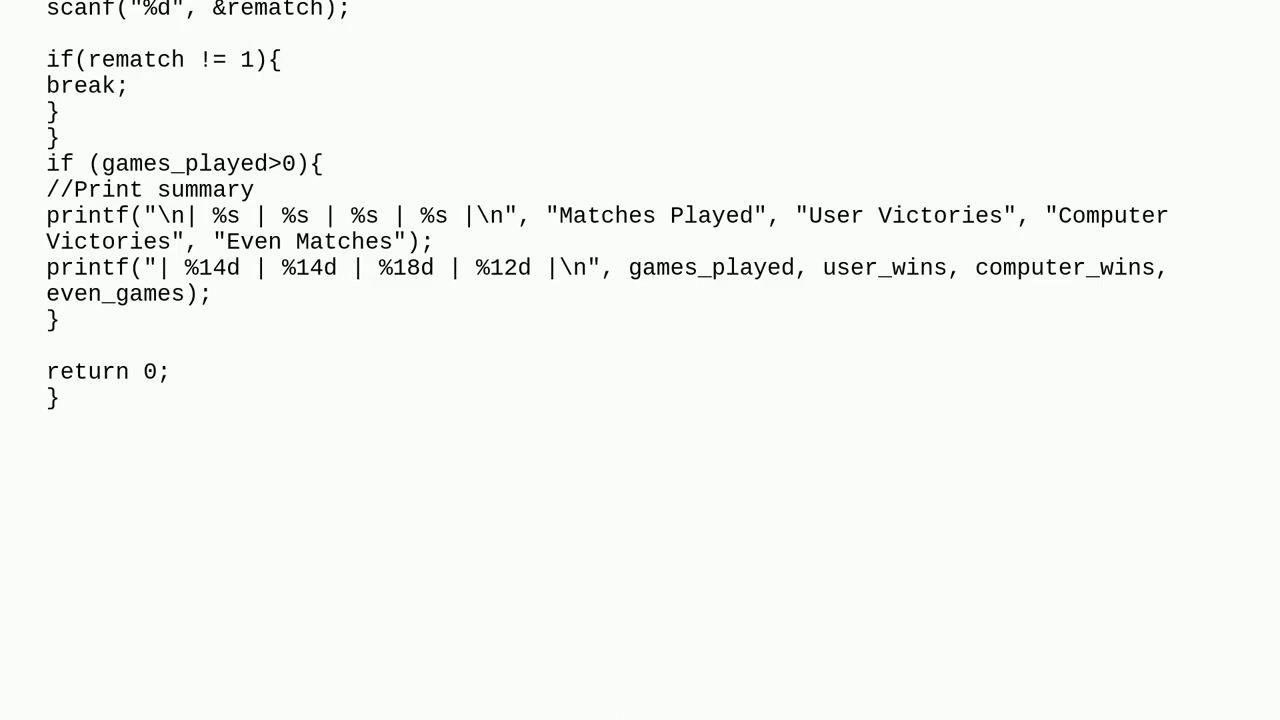 scanf("%d", &rematch);
if(rematch != 1){
break;
}
}
if (games_played>0){
//Print summary
printf("\n| %s | %s | %s | %s |\n", "Matches Played", "User Victories", "Computer
Victories", "Even Matches");
printf("| %14d | %14d | %18d | %12d |\n", games_played, user_wins, computer_wins,
even_games);
}
return 0;
}